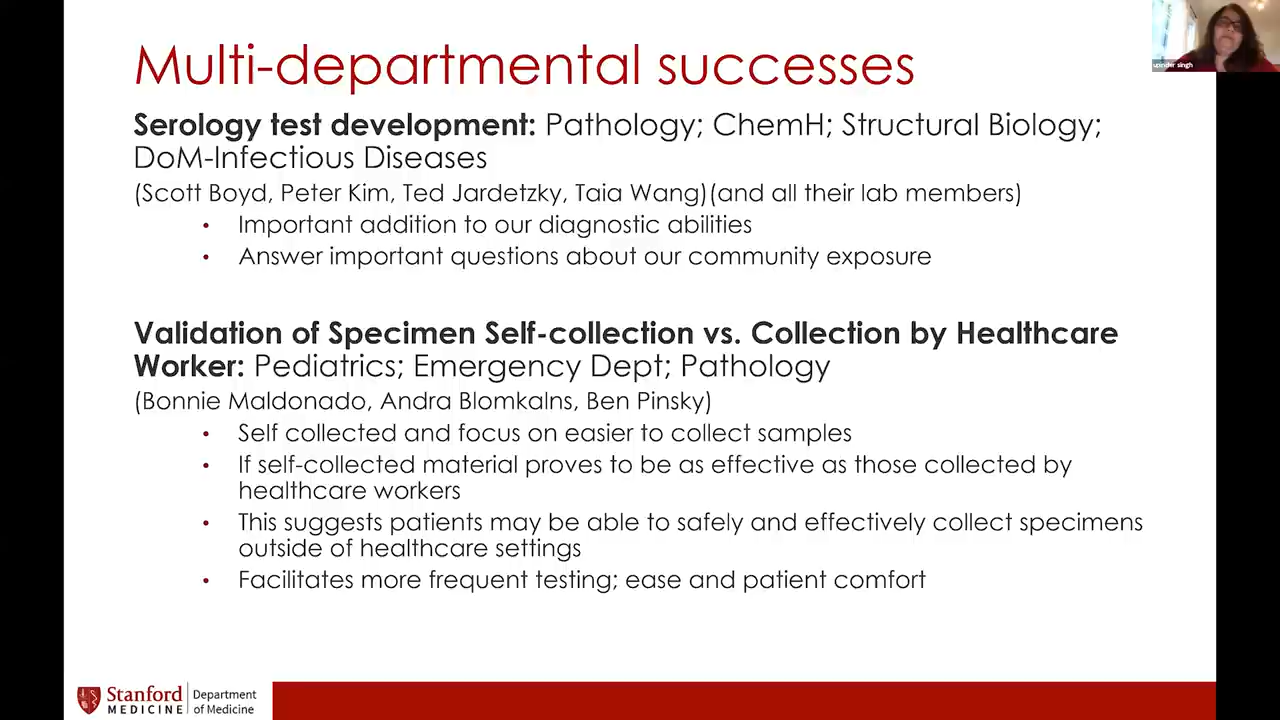 Multi-departmental successes
upinder singh
Serology test development: Pathology; ChemH; Structural Biology;
DoM-Infectious Diseases
(Scott Boyd, Peter Kim, Ted Jardetzky, Taia Wang)(and all their lab members)
• Important addition to our diagnostic abilities
• Answer important questions about our community exposure
Validation of Specimen Self-collection vs. Collection by Healthcare
Worker: Pediatrics; Emergency Dept; Pathology
(Bonnie Maldonado, Andra Blomkalns, Ben Pinsky)
• Self collected and focus on easier to collect samples
• If self-collected material proves to be as effective as those collected by
healthcare workers
• This suggests patients may be able to safely and effectively collect specimens
outside of healthcare settings
• Facilitates more frequent testing; ease and patient comfort
Stanford
MEDICINE
Department
of Medicine